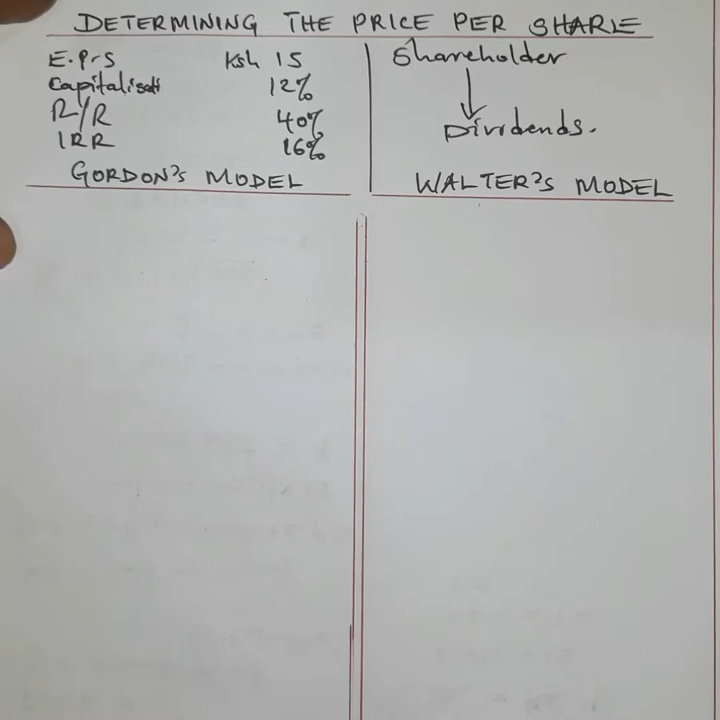 DETERMINING THE PRICE PER SHARE
E.P.S Ksh 15
Capitalisati 12%
R/R 40%
IRR 16%
GORDON'S MODEL
Shareholder
Dividends.
WALTER'S MODEL